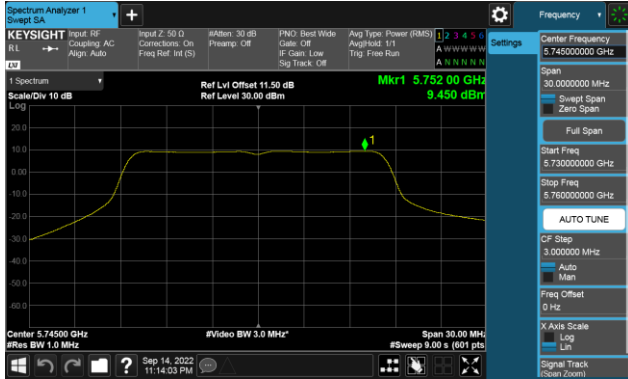 Spectrum Analyzer 1
Swept SA
Frequency
KEYSIGHT
Input: RF
Coupling: AC
Align: Auto
Input Z: 50 Ω
Corrections: On
Freq Ref: Int (S)
#Atten: 30 dB
Preamp: Off
PNO: Best Wide
Gate: Off
IF Gain: Low
Sig Track: Off
Avg Type: Power (RMS)
Avg|Hold: 1/1
Trig: Free Run
1 2 3 4 5 6
A W W W W W
A N N N N N
RL
LXI
1 Spectrum
Scale/Div 10 dB
Log
Ref Lvl Offset 11.50 dB
Ref Level 30.00 dBm
Mkr1 5.752 00 GHz
9.450 dBm
1
20.0
10.0
0.00
-10.0
-20.0
-30.0
-40.0
-50.0
-60.0
Center 5.74500 GHz
#Res BW 1.0 MHz
#Video BW 3.0 MHz*
Span 30.00 MHz
#Sweep 9.00 s (601 pts
Sep 14, 2022
11:14:03 PM
Settings
Center Frequency
5.745000000 GHz
Span
30.0000000 MHz
Swept Span
Zero Span
Full Span
Start Freq
5.730000000 GHz
Stop Freq
5.760000000 GHz
AUTO TUNE
CF Step
3.000000 MHz
Auto
Man
Freq Offset
0 Hz
X Axis Scale
Log
Lin
Signal Track
(Span Zoom)